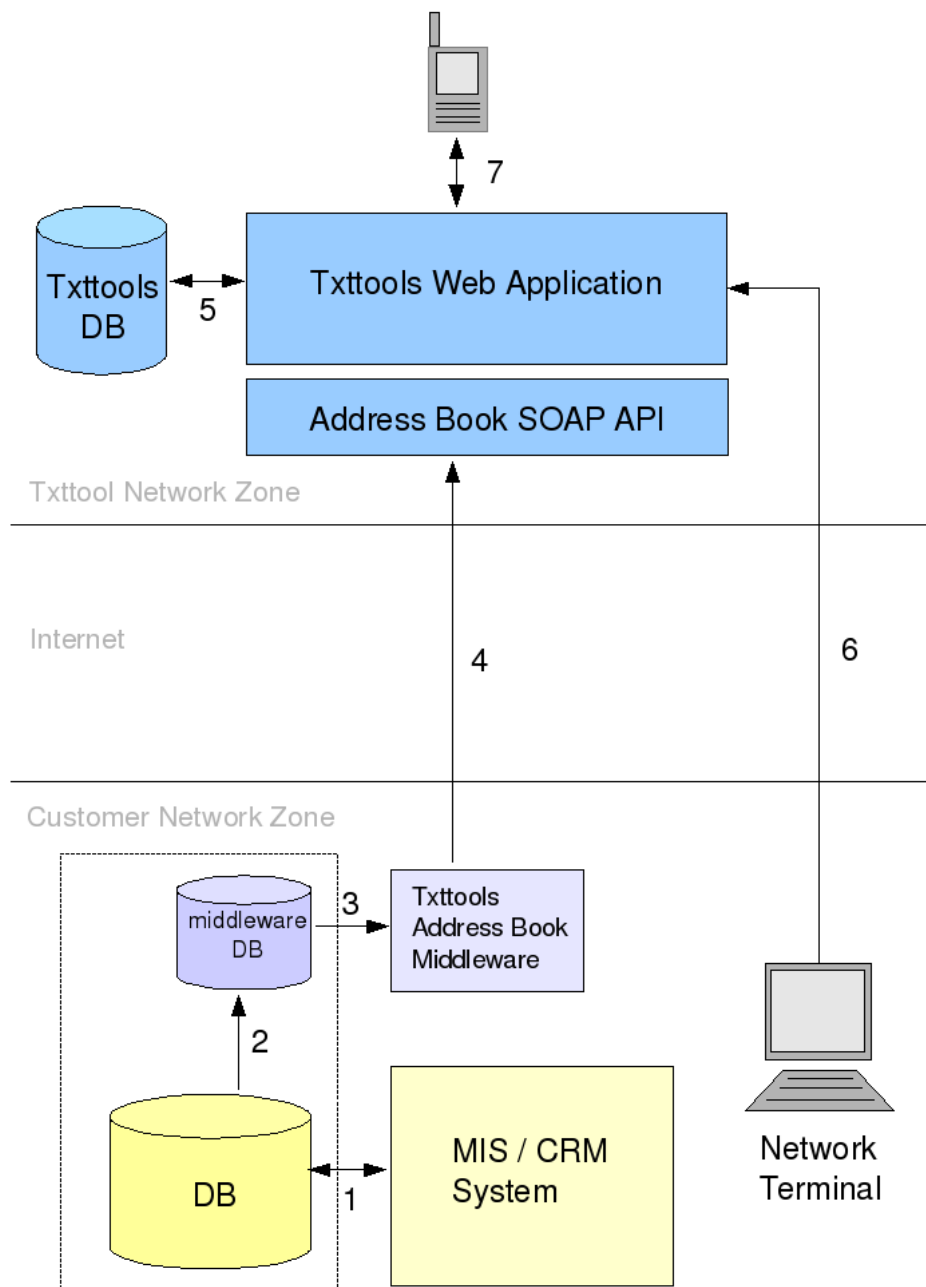 7
Txttools
DB
5
Txttools Web Application
Address Book SOAP API
Txttool Network Zone
Internet
4
6
Customer Network Zone
middleware
DB
3
Txttools
Address Book
Middleware
2
DB
1
MIS / CRM
System
Network
Terminal